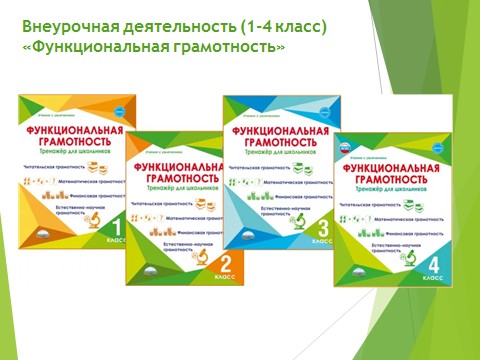 Внеурочная деятельность (1-4 класс)
«Функциональная грамотность»
Учение с увлечением
ФУНКЦИОНАЛЬНАЯ
ГРАМОТНОСТЬ
Тренажёр для школьников
Читательская грамотность
Математическая грамотность
Финансовая грамотность
Естественно-научная
грамотность
1
класс
ФУНКЦИОНАЛЬНАЯ
ГРАМОТНОСТЬ
Тренажёр для школьников
Читательская грамотность
Математическая грамотность
Финансовая грамотность
Естественно-научная
грамотность
2
класс
Учение с увлечением
ФУНКЦИОНАЛЬНАЯ
ГРАМОТНОСТЬ
Тренажёр для школьников
Читательская грамотность
Математическая грамотность
Финансовая грамотность
Естественно-научная
грамотность
3
класс
Учение с увлечением
ФУНКЦИОНАЛЬНАЯ
ГРАМОТНОСТЬ
Тренажёр для школьников
Читательская грамотность
Математическая грамотность
Финансовая грамотность
Естественно-научная
грамотность
4
класс